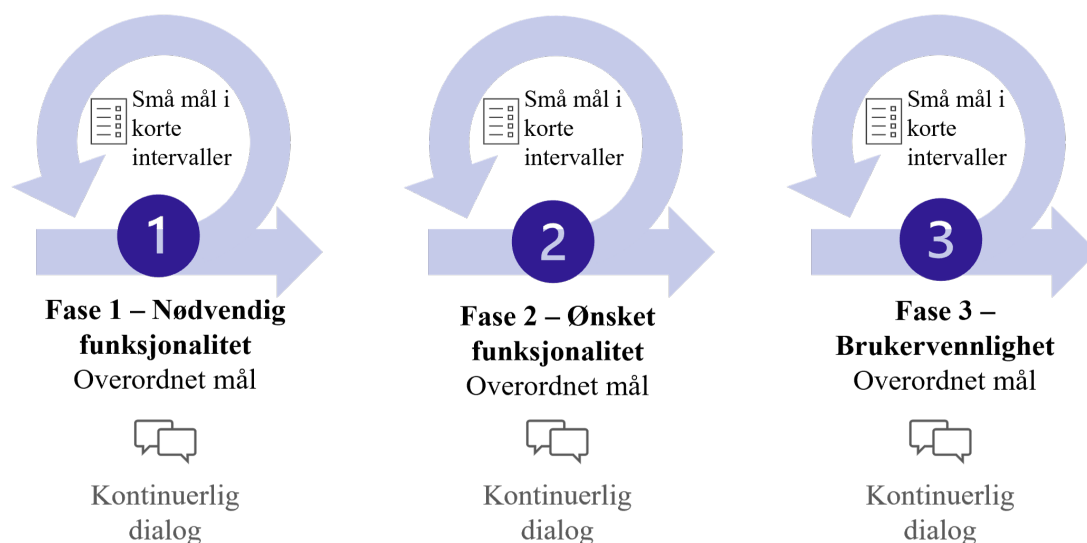 Små mål i
korte
intervaller
1
Fase 1 – Nødvendig
funksjonalitet
Overordnet mål
Kontinuerlig
dialog
Små mål i
korte
intervaller
2
Fase 2 – Ønsket
funksjonalitet
Overordnet mål
Kontinuerlig
dialog
Små mål i
korte
intervaller
3
Fase 3 –
Brukervennlighet
Overordnet mål
Kontinuerlig
dialog